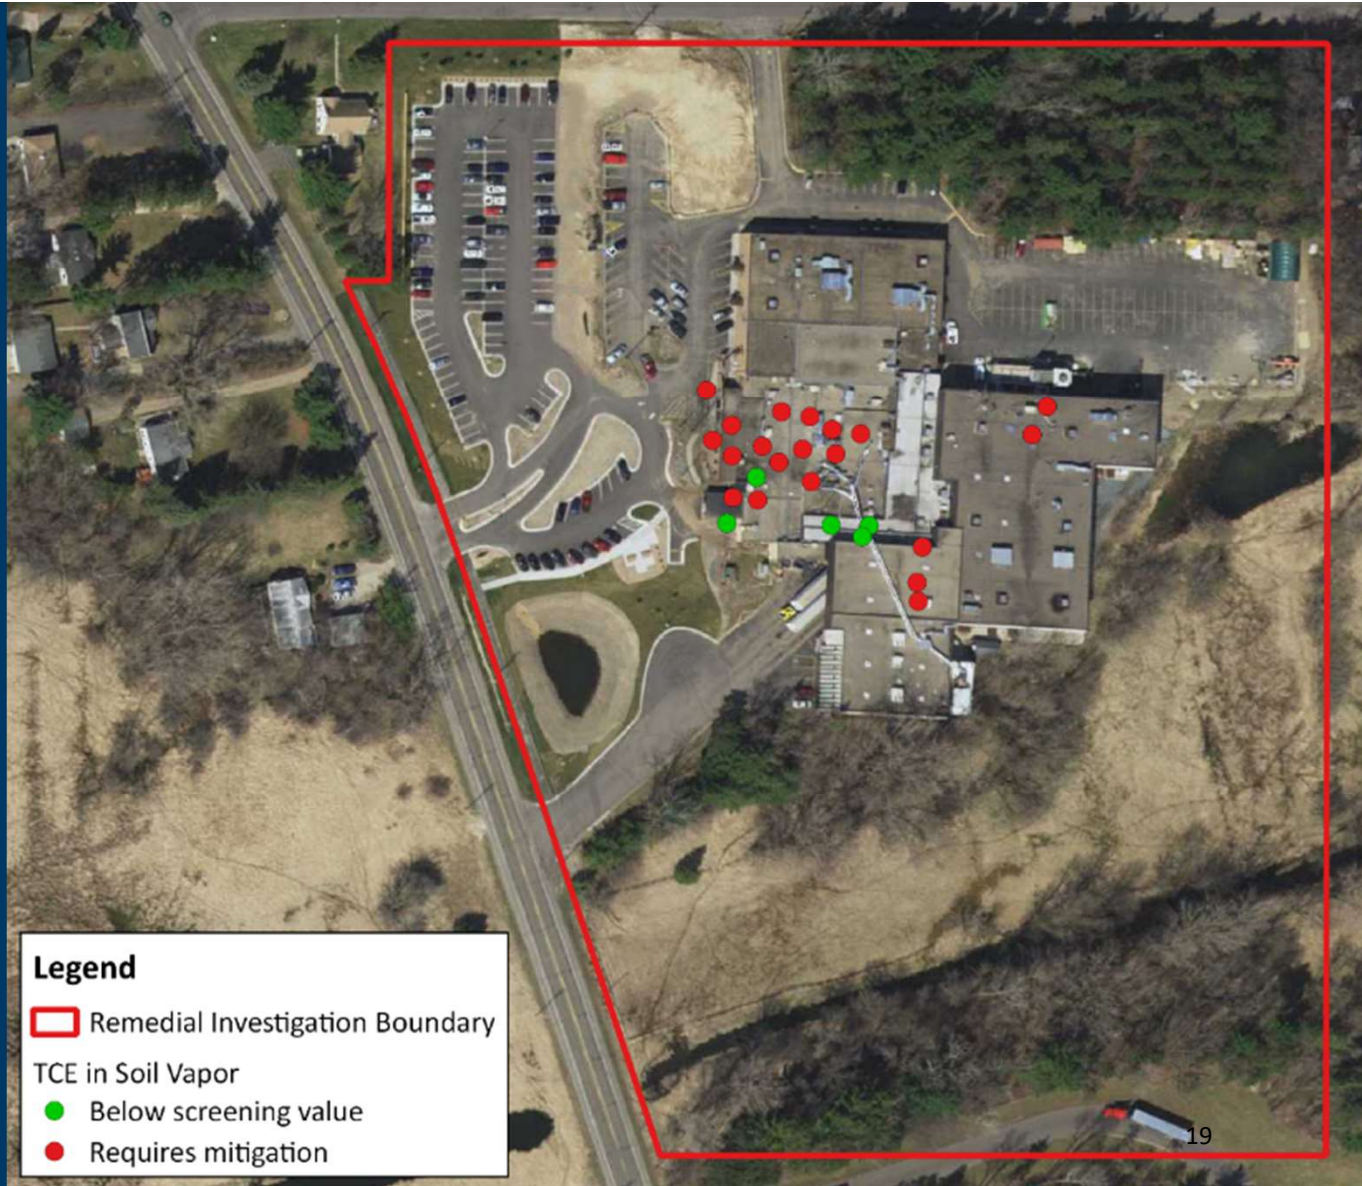 Legend
Remedial Investigation Boundary
TCE in Soil Vapor
Below screening value
Requires mitigation
19